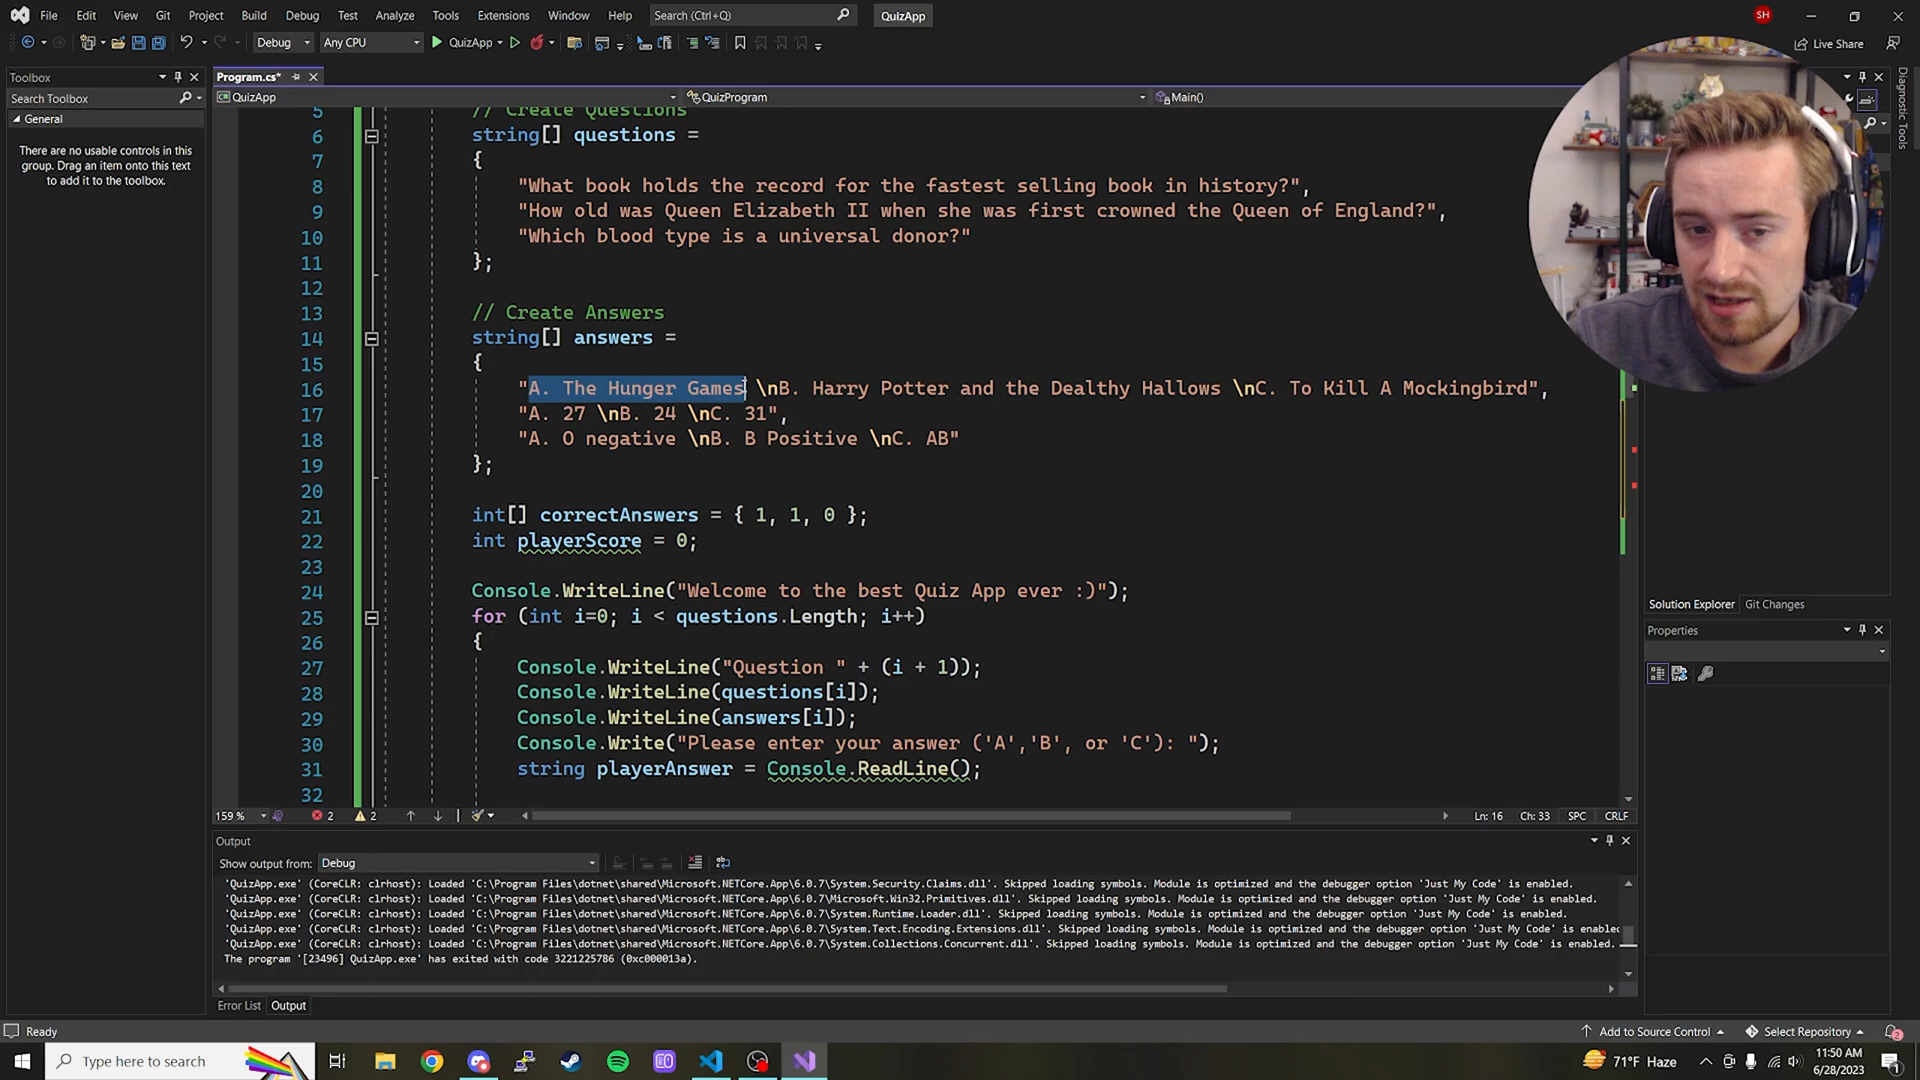 File Edit View Git Project Build Debug Test Analyze Tools Extensions Window Help Search (Ctrl+Q) QuizApp SH
Debug Any CPU QuizApp Live Share
Toolbox
Search Toolbox
General
There are no usable controls in this
group. Drag an item onto this text
to add it to the toolbox.
Program.cs*
QuizApp QuizProgram Main()
5 // Create Questions
6 string[] questions =
7 {
8 "What book holds the record for the fastest selling book in history?",
9 "How old was Queen Elizabeth II when she was first crowned the Queen of England?",
10 "Which blood type is a universal donor?"
11 };
12
13 // Create Answers
14 string[] answers =
15 {
16 "A. The Hunger Games \nB. Harry Potter and the Dealthy Hallows \nC. To Kill A Mockingbird",
17 "A. 27 \nB. 24 \nC. 31",
18 "A. O negative \nB. B Positive \nC. AB"
19 };
20
21 int[] correctAnswers = { 1, 1, 0 };
22 int playerScore = 0;
23
24 Console.WriteLine("Welcome to the best Quiz App ever :)");
25 for (int i=0; i < questions.Length; i++)
26 {
27 Console.WriteLine("Question " + (i + 1));
28 Console.WriteLine(questions[i]);
29 Console.WriteLine(answers[i]);
30 Console.Write("Please enter your answer ('A','B', or 'C'): ");
31 string playerAnswer = Console.ReadLine();
32
159 % 2 2 Ln: 16 Ch: 33 SPC CRLF
Diagnostic Tools
Solution Explorer Git Changes
Properties
Output
Show output from: Debug
'QuizApp.exe' (CoreCLR: clrhost): Loaded 'C:\Program Files\dotnet\shared\Microsoft.NETCore.App\6.0.7\System.Security.Claims.dll'. Skipped loading symbols. Module is optimized and the debugger option 'Just My Code' is enabled.
'QuizApp.exe' (CoreCLR: clrhost): Loaded 'C:\Program Files\dotnet\shared\Microsoft.NETCore.App\6.0.7\Microsoft.Win32.Primitives.dll'. Skipped loading symbols. Module is optimized and the debugger option 'Just My Code' is enabled.
'QuizApp.exe' (CoreCLR: clrhost): Loaded 'C:\Program Files\dotnet\shared\Microsoft.NETCore.App\6.0.7\System.Runtime.Loader.dll'. Skipped loading symbols. Module is optimized and the debugger option 'Just My Code' is enabled.
'QuizApp.exe' (CoreCLR: clrhost): Loaded 'C:\Program Files\dotnet\shared\Microsoft.NETCore.App\6.0.7\System.Text.Encoding.Extensions.dll'. Skipped loading symbols. Module is optimized and the debugger option 'Just My Code' is enabled
'QuizApp.exe' (CoreCLR: clrhost): Loaded 'C:\Program Files\dotnet\shared\Microsoft.NETCore.App\6.0.7\System.Collections.Concurrent.dll'. Skipped loading symbols. Module is optimized and the debugger option 'Just My Code' is enabled.
The program '[23496] QuizApp.exe' has exited with code 3221225786 (0xc000013a).
Error List Output
Ready Add to Source Control Select Repository 2
Type here to search 71°F Haze 11:50 AM
6/28/2023 1